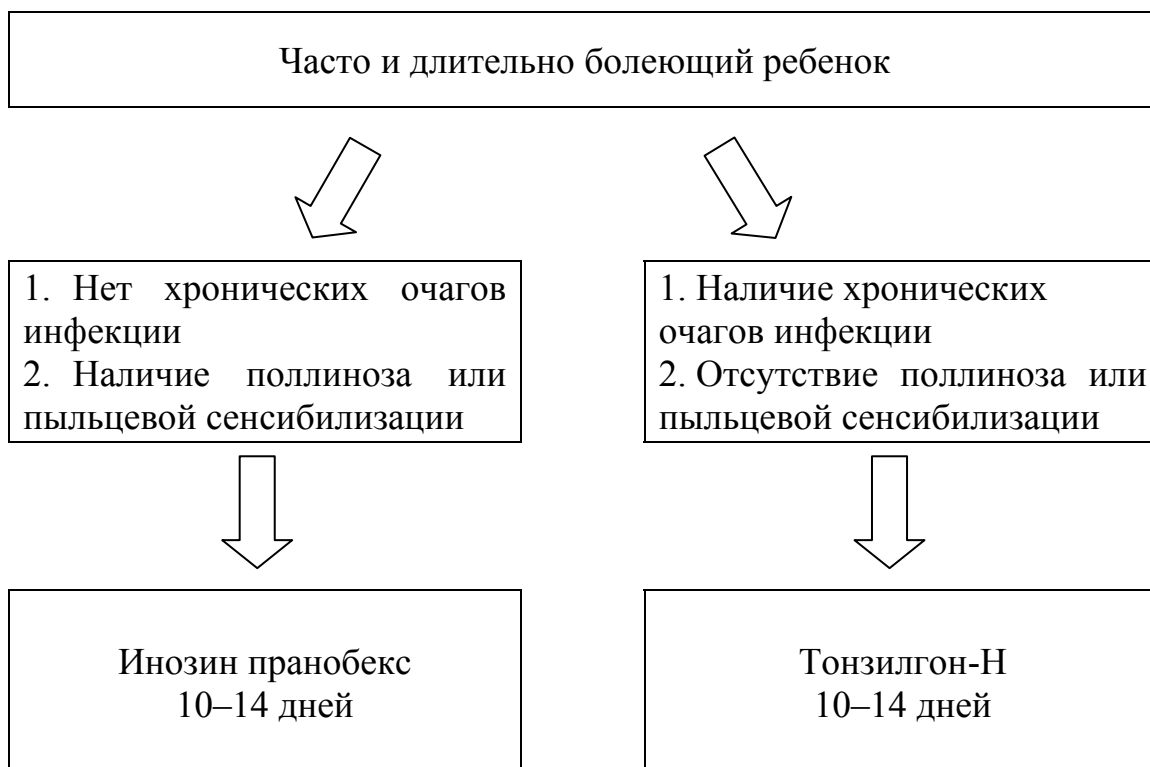 Часто и длительно болеющий ребенок
1. Нет хронических очагов
инфекции
2. Наличие поллиноза или
пыльцевой сенсибилизации
1. Наличие хронических
очагов инфекции
2. Отсутствие поллиноза или
пыльцевой сенсибилизации
Инозин пранобекс
10–14 дней
Тонзилгон-Н
10–14 дней